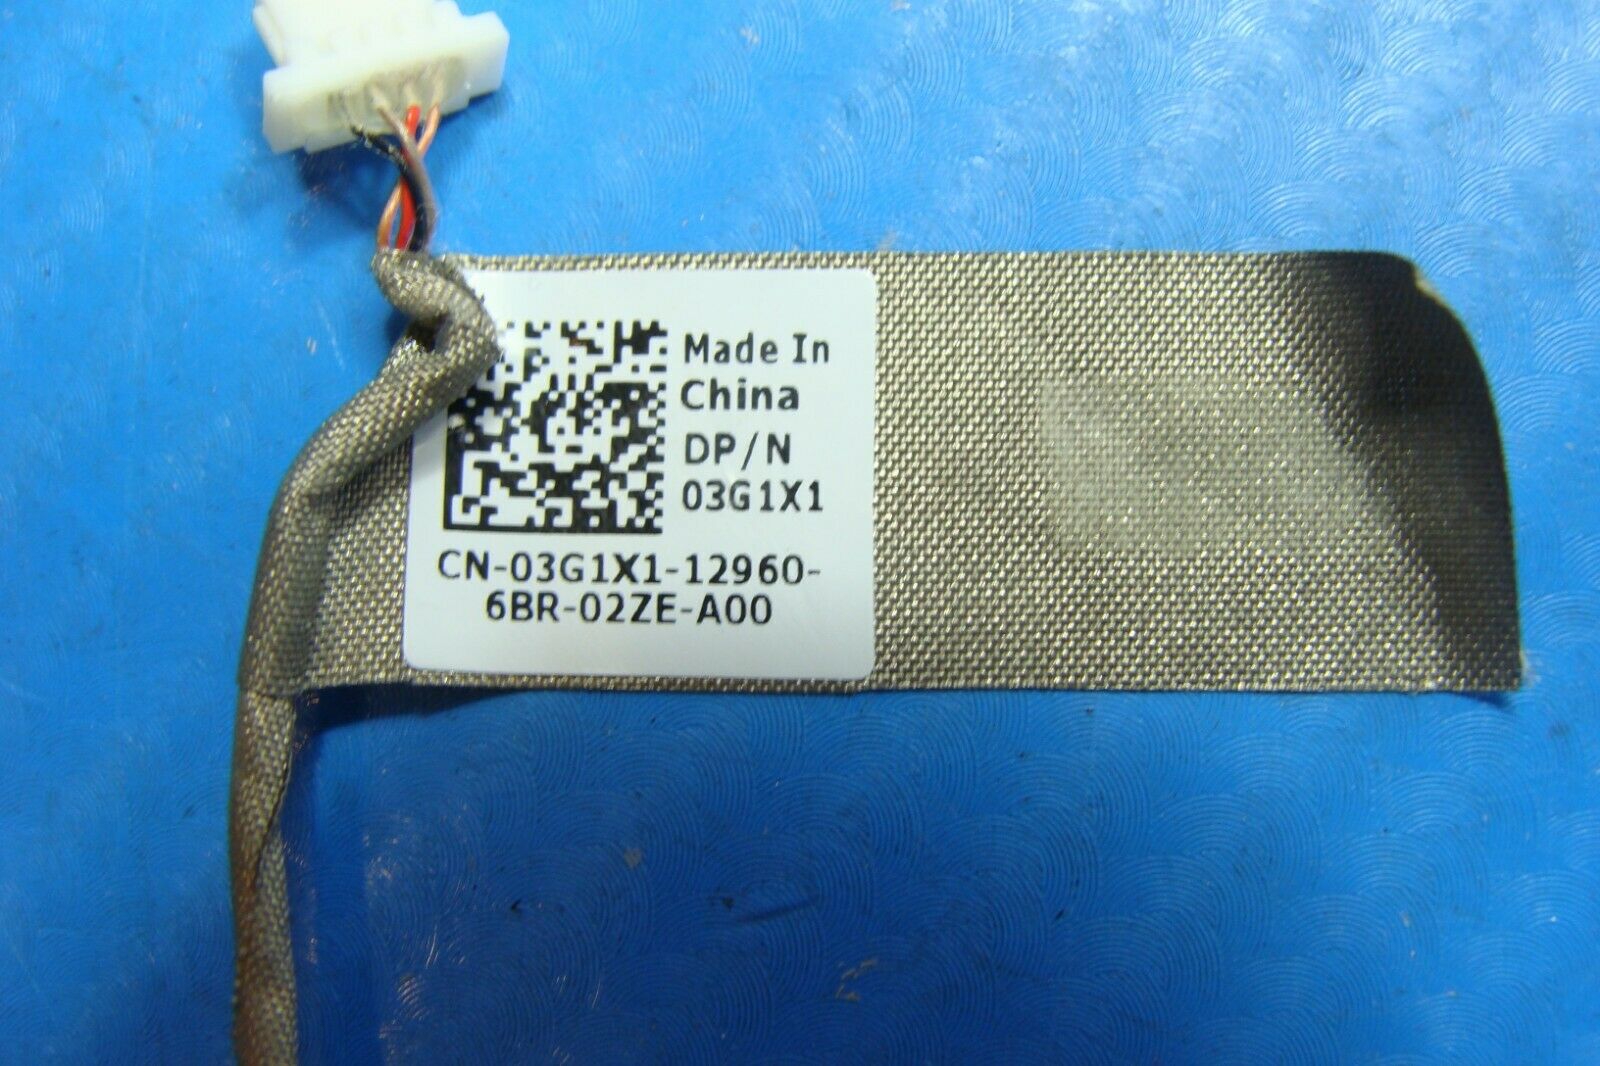 Made In
China
DP/N
03G1X1
CN-03G1X1-12960-
6BR-02ZE-A00